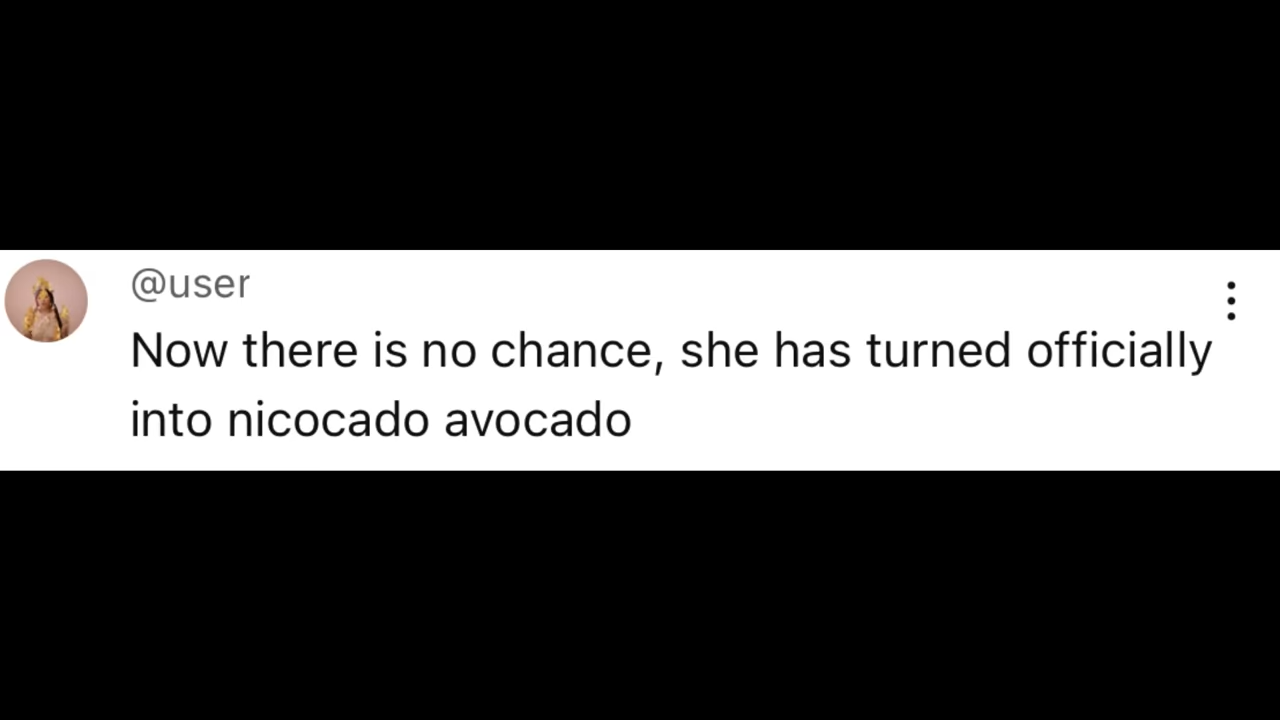 @user
Now there is no chance, she has turned officially
into nicocado avocado